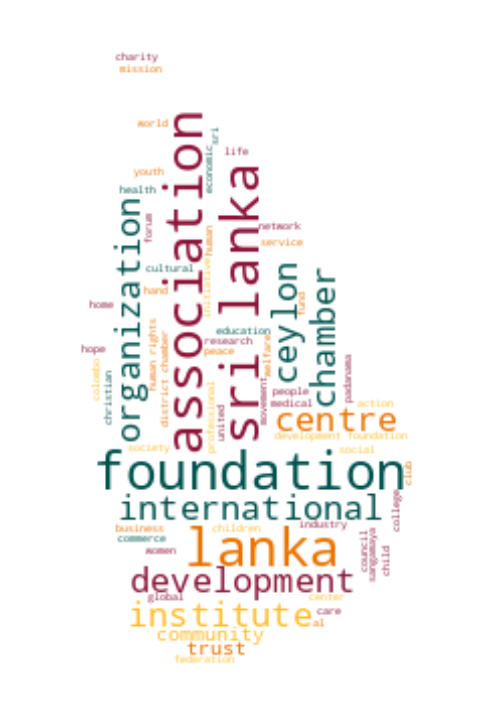 charity
mission
world
association
sri
economic
life
youth
health
sri lanka
organization
forum
network
human
service
cultural
initiative
ceylon
chamber
hand
fund
home
human rights
district chamber
education
research
welfare
peace
hope
colombo
christian
professional
united
movement
people
medical
padanama
action
centre
development foundation
society
social
foundation
club
international
college
business
children
industry
commerce
women
lanka
council
sangamaya
child
development
global
center
institute
care
al
community
trust
federation